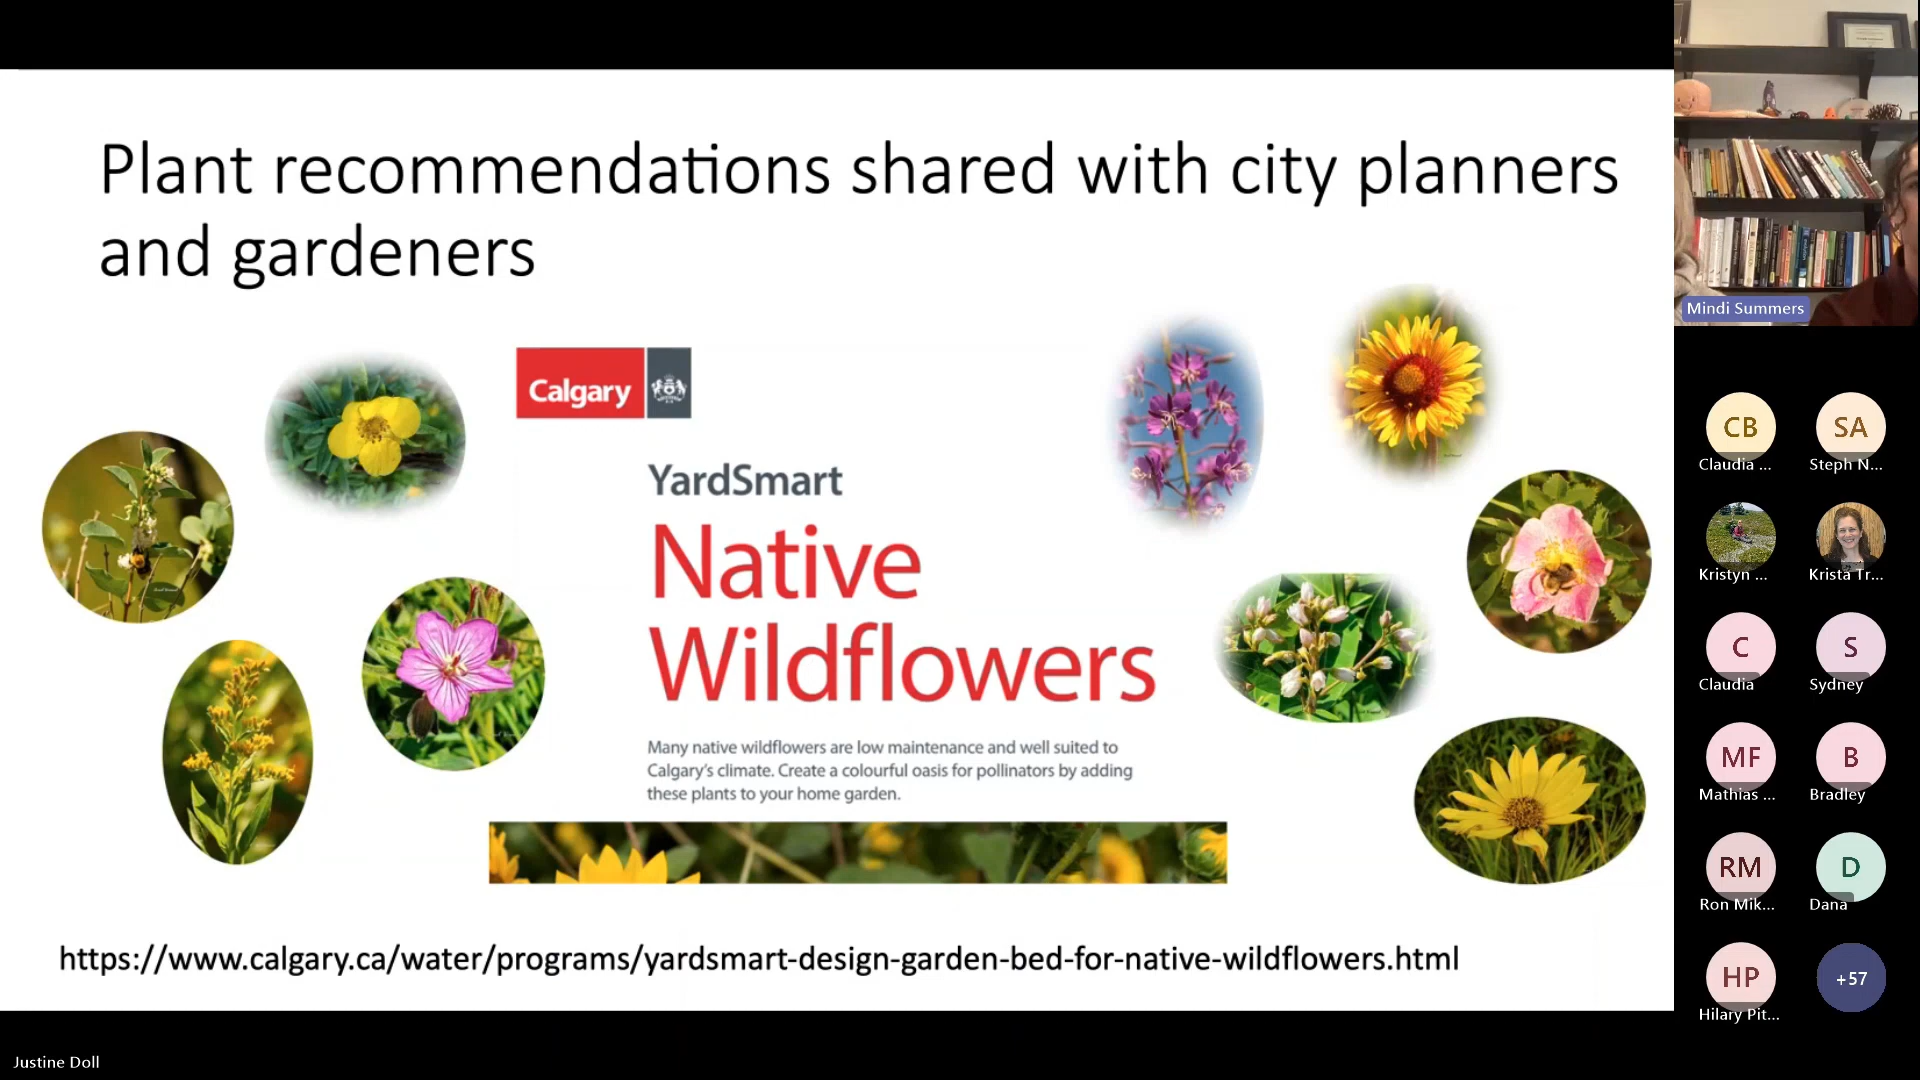 Plant recommendations shared with city planners
and gardeners
Calgary
YardSmart
Native
Wildflowers
Many native wildflowers are low maintenance and well suited to
Calgary's climate. Create a colourful oasis for pollinators by adding
these plants to your home garden.
https://www.calgary.ca/water/programs/yardsmart-design-garden-bed-for-native-wildflowers.html
Justine Doll
Mindi Summers
CB
Claudia ...
SA
Steph N...
Kristyn ...
Krista Tr...
C
Claudia
S
Sydney
MF
Mathias ...
B
Bradley
RM
Ron Mik...
D
Dana
HP
Hilary Pit...
+57